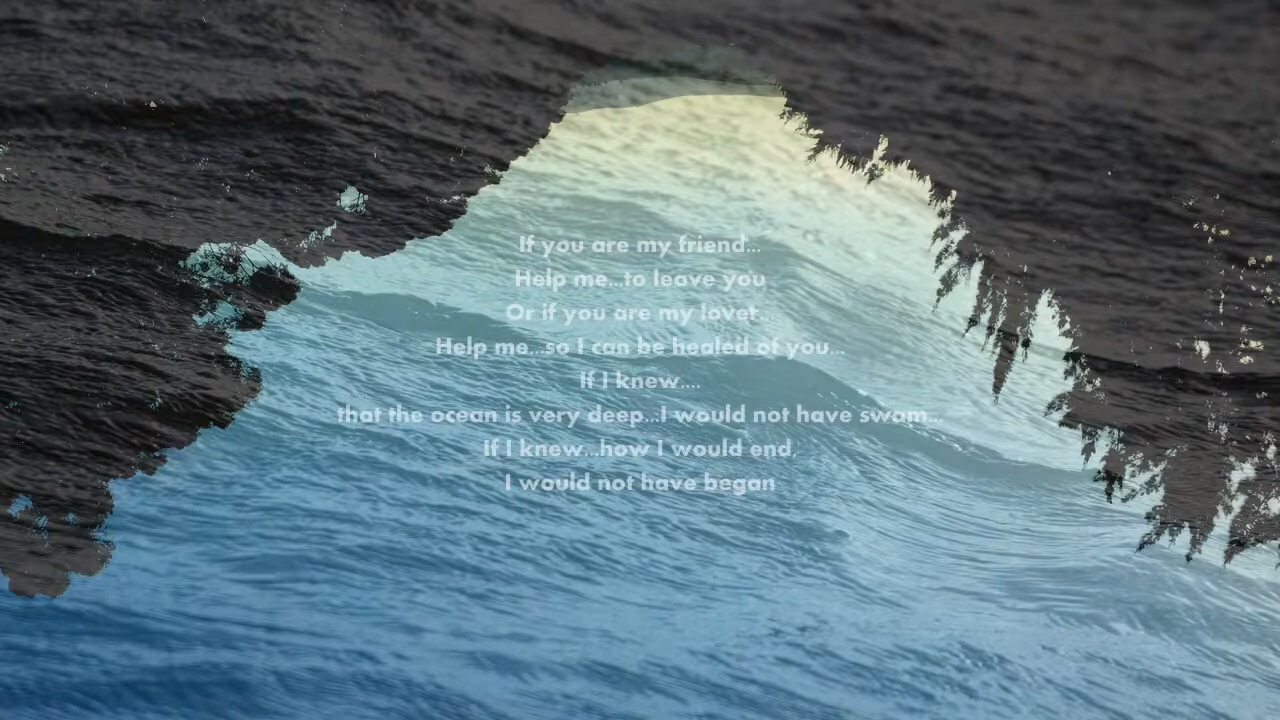 If you are my friend...
Help me...to leave you
Or if you are my lovet...
Help me...so I can be healed of you...
If I knew....
that the ocean is very deep...I would not have swam...
If I knew...how I would end,
I would not have began